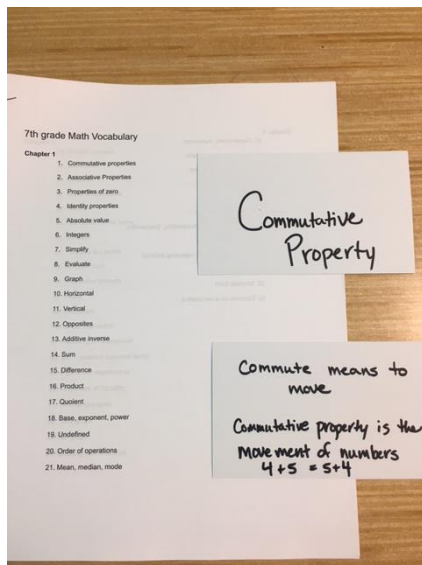 7th grade Math Vocabulary
Chapter 1
1. Commutative properties
2. Associative Properties
3. Properties of zero
4. Identity properties
5. Absolute value
6. Integers
7. Simplify
8. Evaluate
9. Graph
10. Horizontal
11. Vertical
12. Opposites
13. Additive inverse
14. Sum
15. Difference
16. Product
17. Quoient
18. Base, exponent, power
19. Undefined
20. Order of operations
21. Mean, median, mode
Commutative
Property
Commute means to
move
Commutative property is the
movement of numbers
4+5 = 5+4